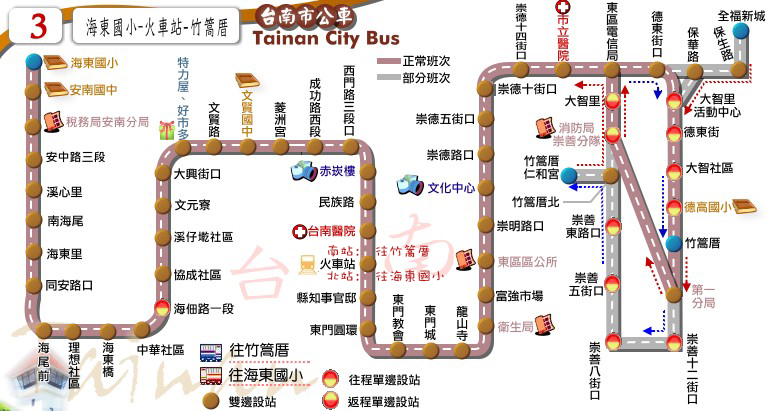 3
海東國小-火車站-竹篙厝
台南市公車
Tainan City Bus
正常班次
部分班次
海東國小
安南國中
稅務局安南分局
安中路三段
溪心里
南海尾
海東里
同安路口
海尾前
理想社區
海東橋
中華社區
海佃路一段
協成社區
溪仔墘社區
文元寮
大興街口
特力屋、好市多
文賢路
文賢國中
菱洲宮
成功路西段
西門路三段口
赤崁樓
民族路
台南醫院
南站：往竹篙厝
火車站
北站：往海東國小
縣知事官邸
東門圓環
東門教會
東門城
龍山寺
衛生局
富強市場
東區區公所
崇明路口
文化中心
崇德路口
崇德五街口
崇德十街口
崇德十四街口
市立醫院
東區電信局
德東街口
保華路
保生路
全福新城
大智里
大智里
活動中心
消防局
崇善分隊
德東街
竹篙厝
仁和宮
大智社區
竹篙厝北
德高國小
崇善
東路口
竹篙厝
崇善
五街口
第一
分局
崇善八街口
崇善十二街口
台南
Tainan
往竹篙厝
往海東國小
雙邊設站
往程單邊設站
返程單邊設站